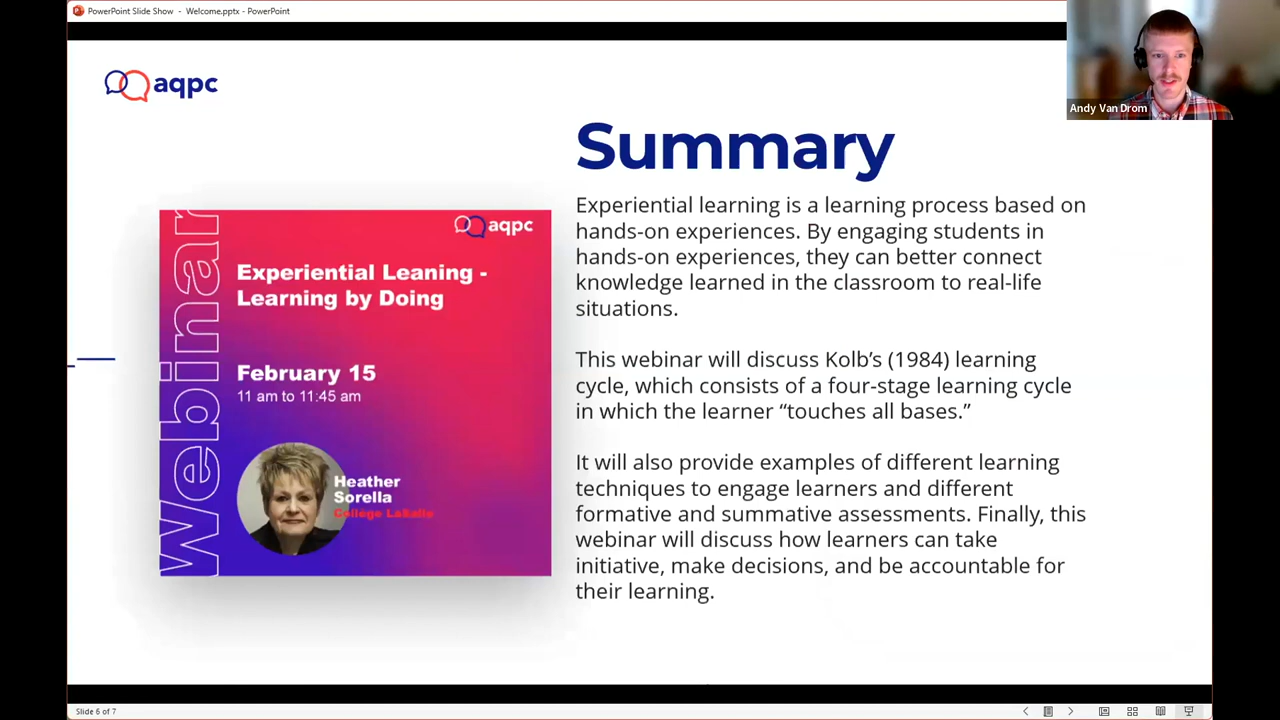 PowerPoint Slide Show - Welcome.pptx - PowerPoint
Andy Van Drom
aqpc
Summary
Webinar
aqpc
Experiential Leaning -
Learning by Doing
February 15
11 am to 11:45 am
Heather
Sorella
Collège LaSalle
Experiential learning is a learning process based on
hands-on experiences. By engaging students in
hands-on experiences, they can better connect
knowledge learned in the classroom to real-life
situations.
This webinar will discuss Kolb’s (1984) learning
cycle, which consists of a four-stage learning cycle
in which the learner “touches all bases.”
It will also provide examples of different learning
techniques to engage learners and different
formative and summative assessments. Finally, this
webinar will discuss how learners can take
initiative, make decisions, and be accountable for
their learning.
Slide 6 of 7